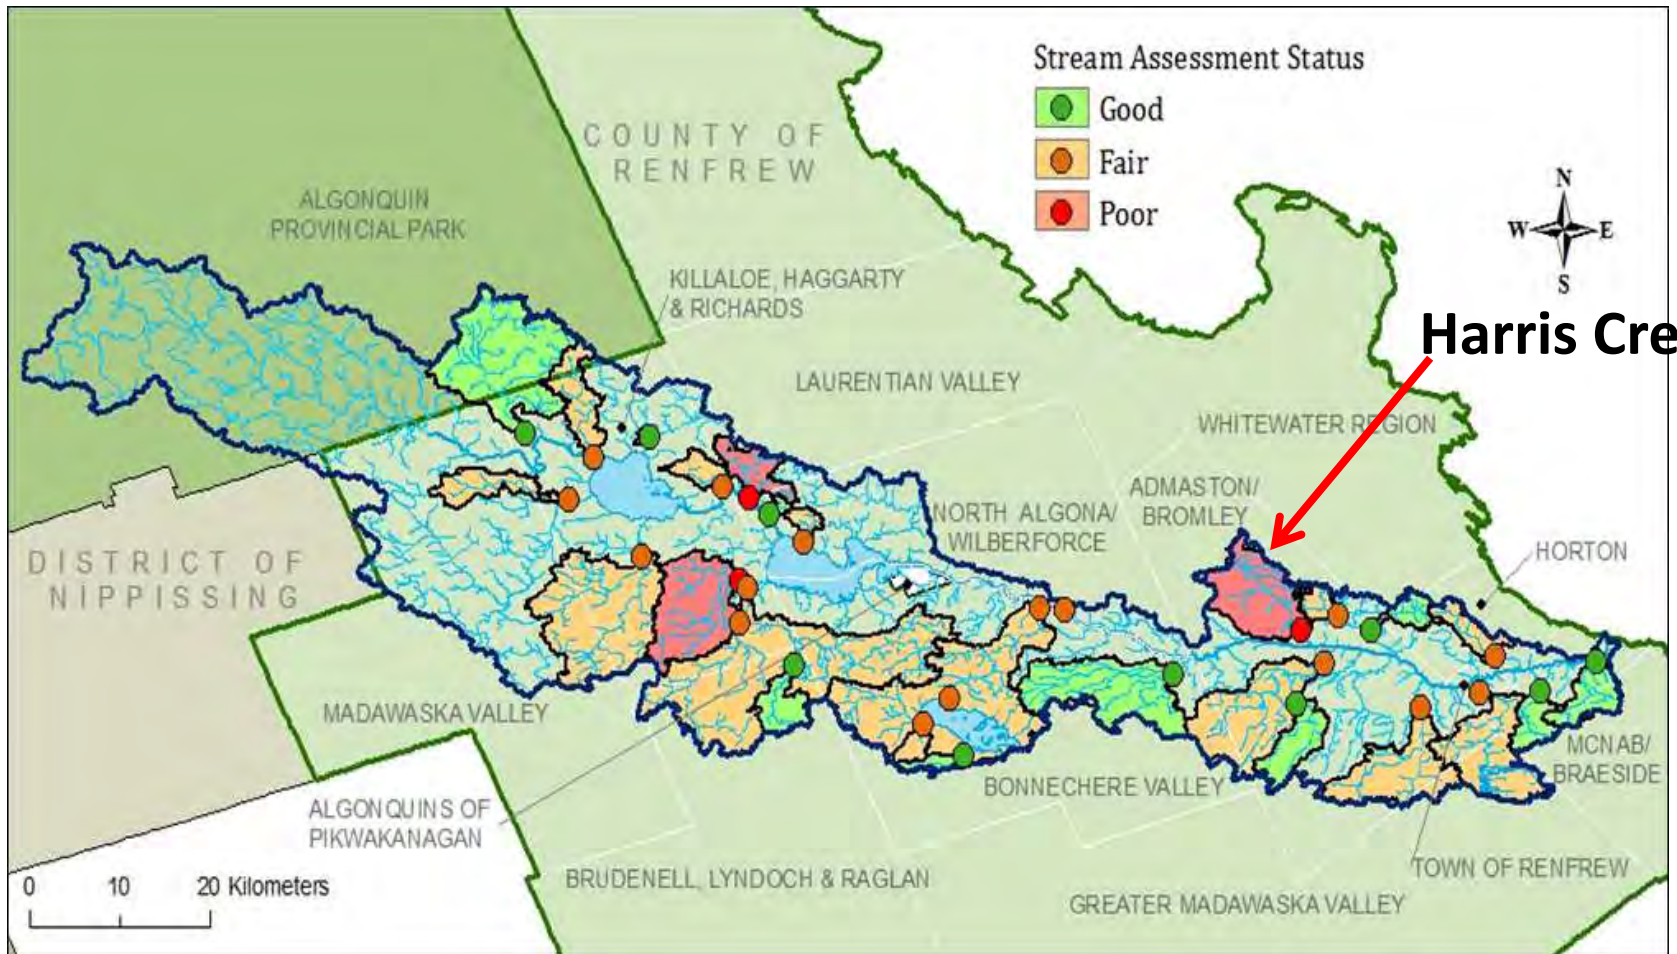 Stream Assessment Status
Good
Fair
Poor
COUNTY OF
RENFREW
ALGONQUIN
PROVINCIAL PARK
N
W
E
S
KILLALOE, HAGGARTY
& RICHARDS
Harris Cre
LAURENTIAN VALLEY
WHITEWATER REGION
ADMASTON/
BROMLEY
NORTH ALGONA/
WILBERFORCE
HORTON
DISTRICT OF
NIPPISSING
MADAWASKA VALLEY
MCNAB/
BRAESIDE
BONNECHERE VALLEY
ALGONQUINS OF
PIKWAKANAGAN
TOWN OF RENFREW
BRUDENELL, LYNDOCH & RAGLAN
GREATER MADAWASKA VALLEY
0 10 20 Kilometers